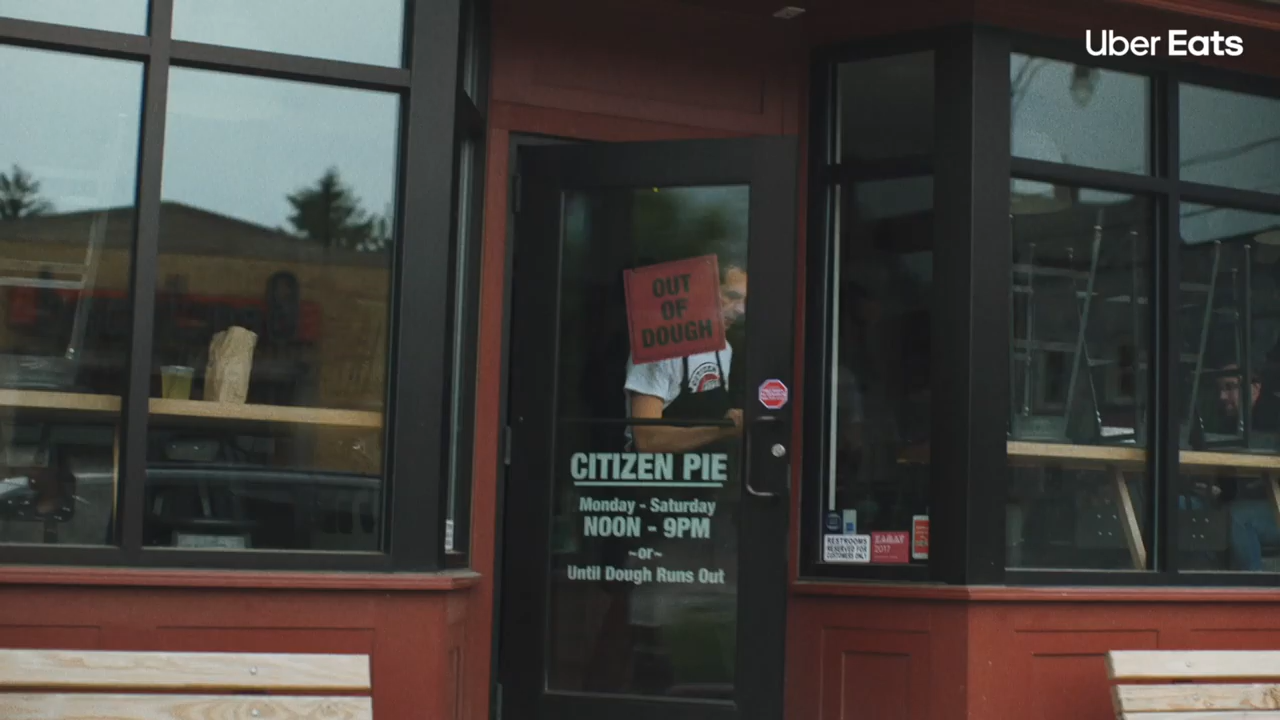 Uber Eats
OUT
OF
DOUGH
CITIZEN PIE
Monday - Saturday
NOON - 9PM
~or~
Until Dough Runs Out
RESTROOMS
RESERVED FOR
CUSTOMERS ONLY
ZAGAT
2017